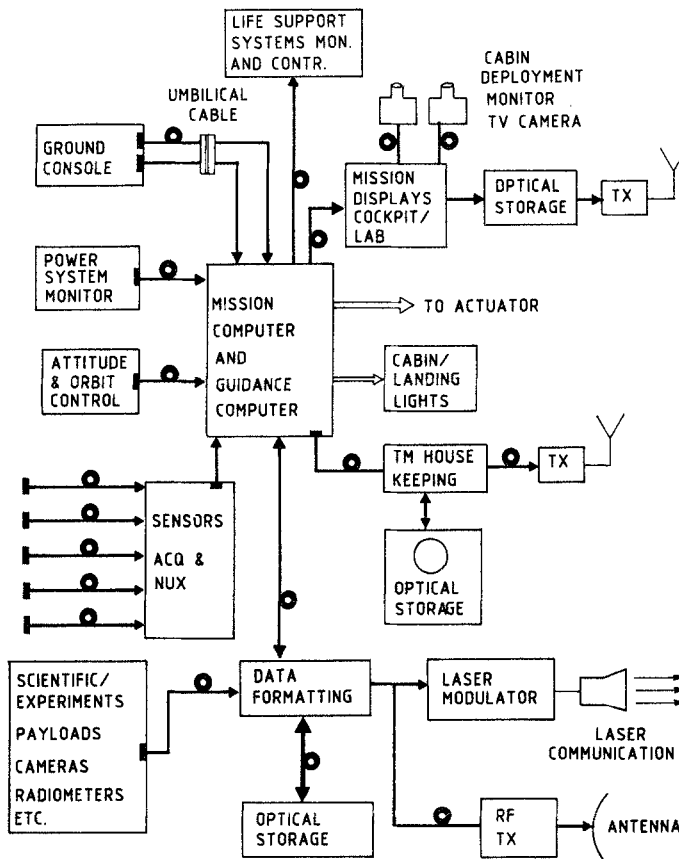 LIFE SUPPORT
SYSTEMS MON.
AND CONTR.
CABIN
DEPLOYMENT
MONITOR
TV CAMERA
UMBILICAL
CABLE
GROUND
CONSOLE
MISSION
DISPLAYS
COCKPIT/
LAB
OPTICAL
STORAGE
TX
POWER
SYSTEM
MONITOR
MISSION
COMPUTER
AND
GUIDANCE
COMPUTER
TO ACTUATOR
ATTITUDE
& ORBIT
CONTROL
CABIN/
LANDING
LIGHTS
TM HOUSE
KEEPING
TX
SENSORS
ACQ &
NUX
OPTICAL
STORAGE
SCIENTIFIC/
EXPERIMENTS
PAYLOADS
CAMERAS
RADIOMETERS
ETC.
DATA
FORMATTING
LASER
MODULATOR
LASER
COMMUNICATION
OPTICAL
STORAGE
RF
TX
ANTENNA